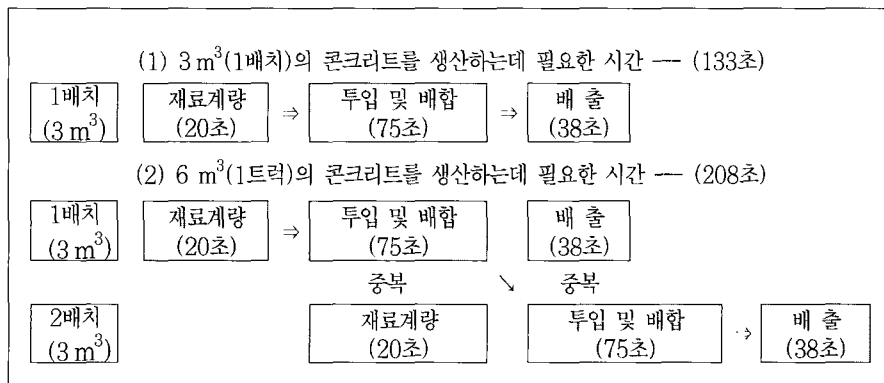 (1) 3 m³(1배치)의 콘크리트를 생산하는데 필요한 시간 ― (133초)
1배치 재료계량 ⇒ 투입 및 배합 ⇒ 배 출
(3 m³) (20초) (75초) (38초)
(2) 6 m³(1트럭)의 콘크리트를 생산하는데 필요한 시간 ― (208초)
1배치 재료계량 ⇒ 투입 및 배합 배 출
(3 m³) (20초) (75초) (38초)
중복 ↘ 중복
2배치 재료계량 투입 및 배합 → 배 출
(3 m³) (20초) (75초) (38초)